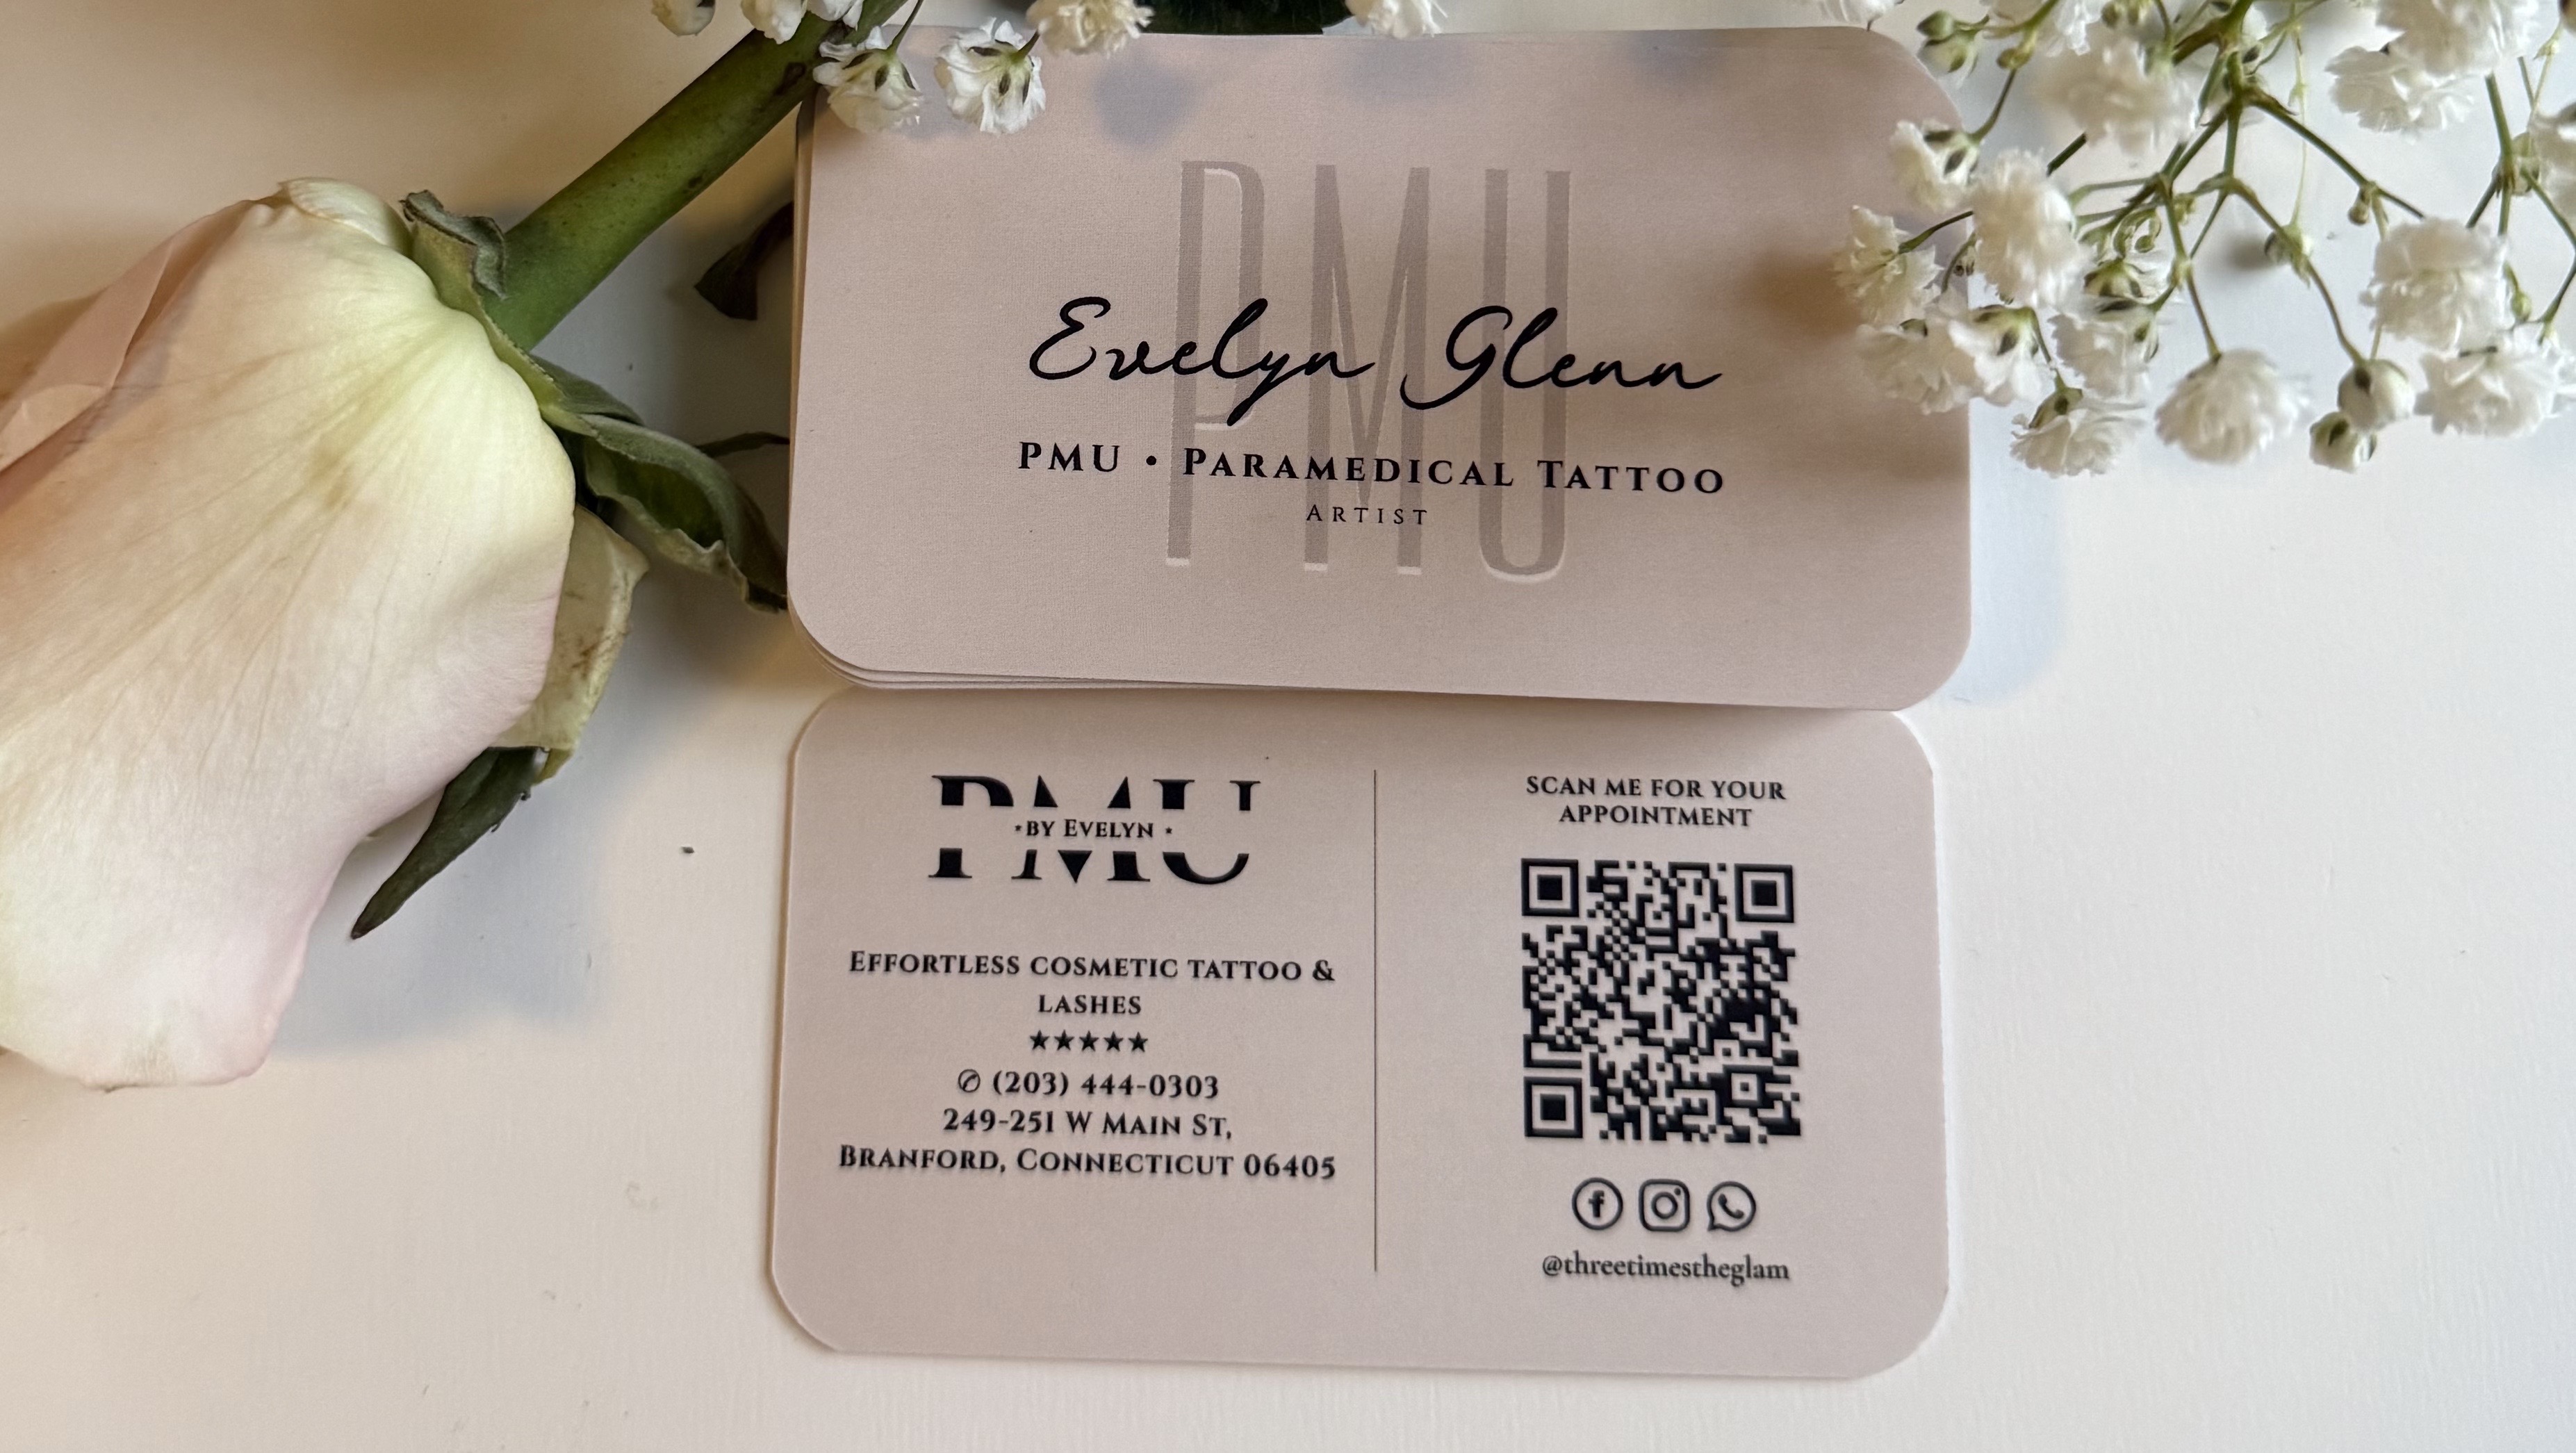 PMU
Evelyn Glenn
PMU • PARAMEDICAL TATTOO
ARTIST
PMU
•BY EVELYN •
EFFORTLESS COSMETIC TATTOO &
LASHES
★★★★★
✆ (203) 444-0303
249-251 W MAIN ST,
BRANFORD, CONNECTICUT 06405
SCAN ME FOR YOUR
APPOINTMENT
@threetimestheglam